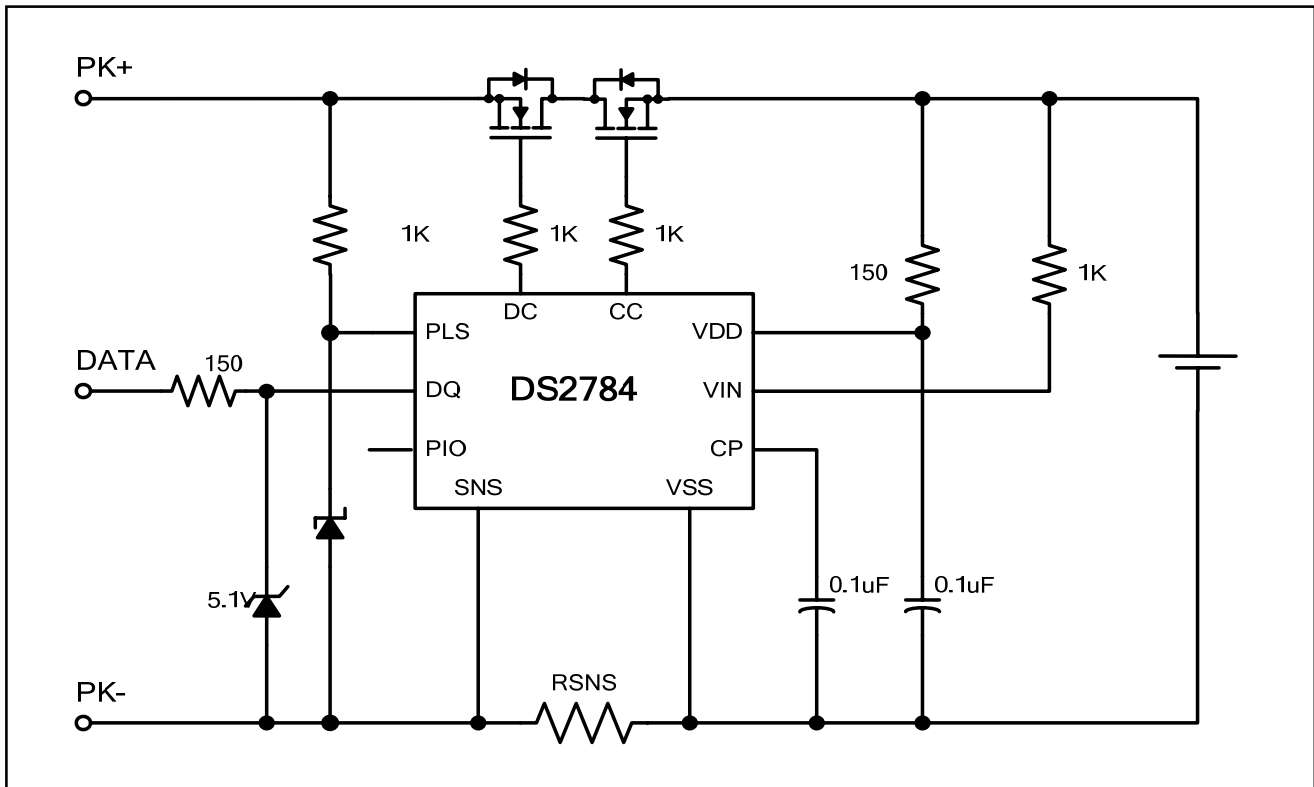 PK+
1K
1K
1K
150
1K
DC
CC
PLS
VDD
DATA
150
DQ
DS2784
VIN
PIO
CP
SNS
VSS
5.1V
0.1uF
0.1uF
RSNS
PK-